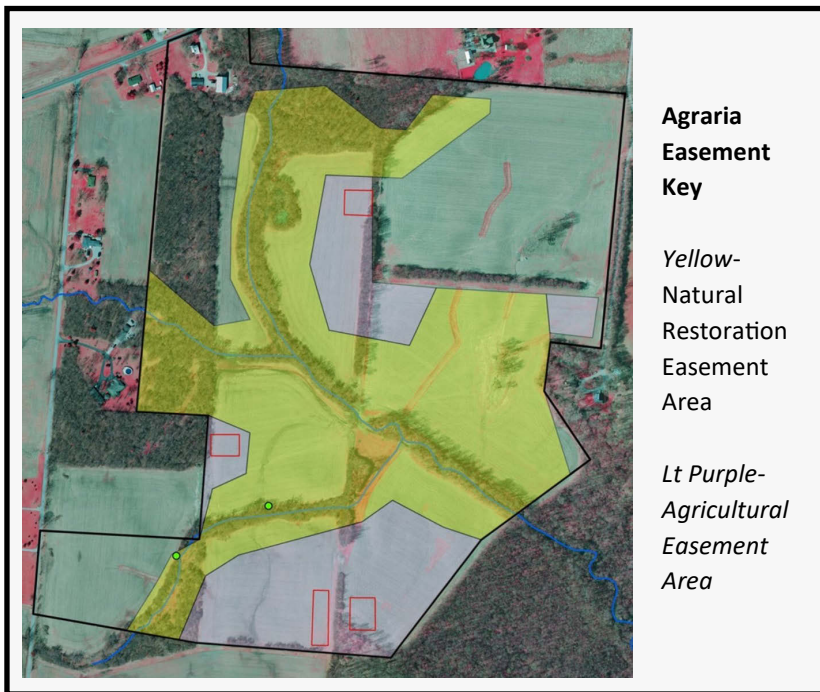 Agraria
Easement
Key
Yellow-
Natural
Restoration
Easement
Area
Lt Purple-
Agricultural
Easement
Area